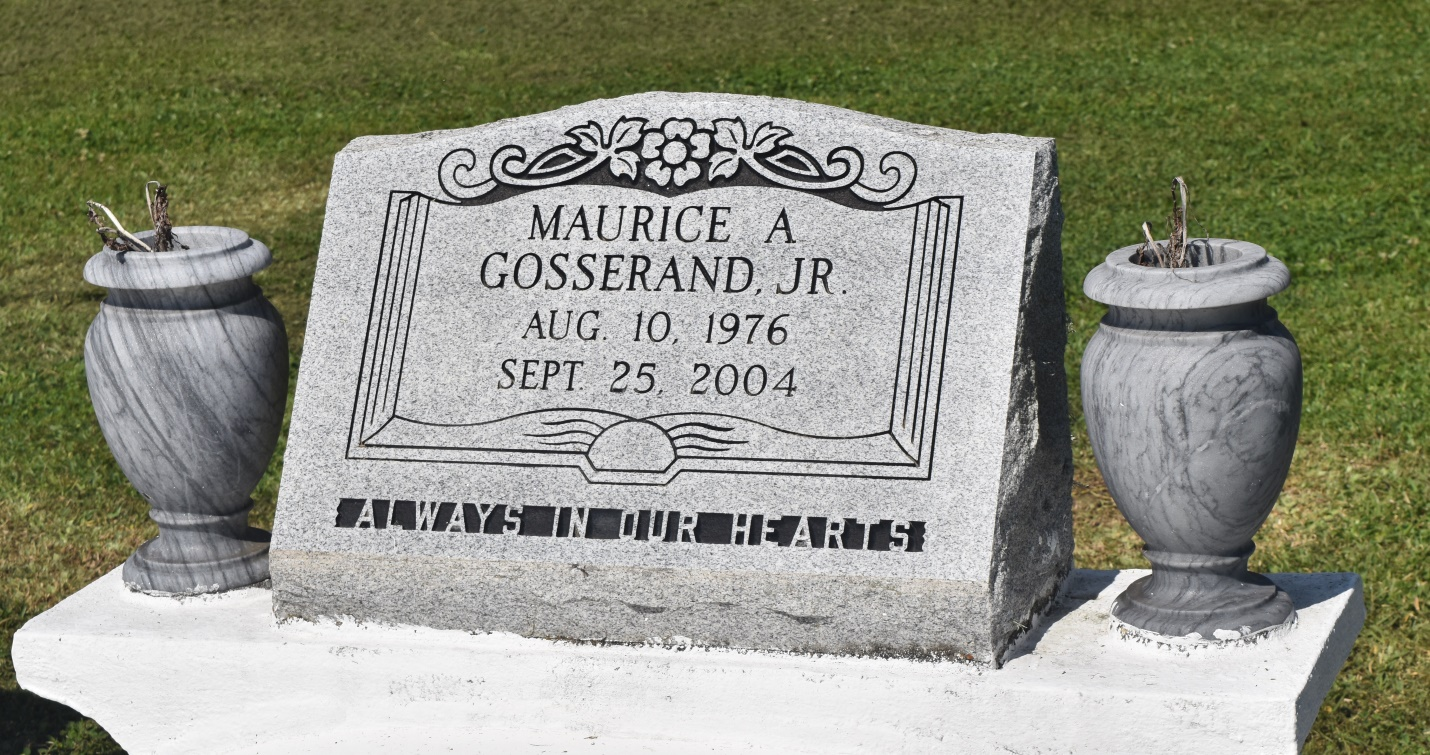 MAURICE A
GOSSERAND, JR.
AUG. 10, 1976
SEPT. 25, 2004
ALWAYS IN OUR HEARTS